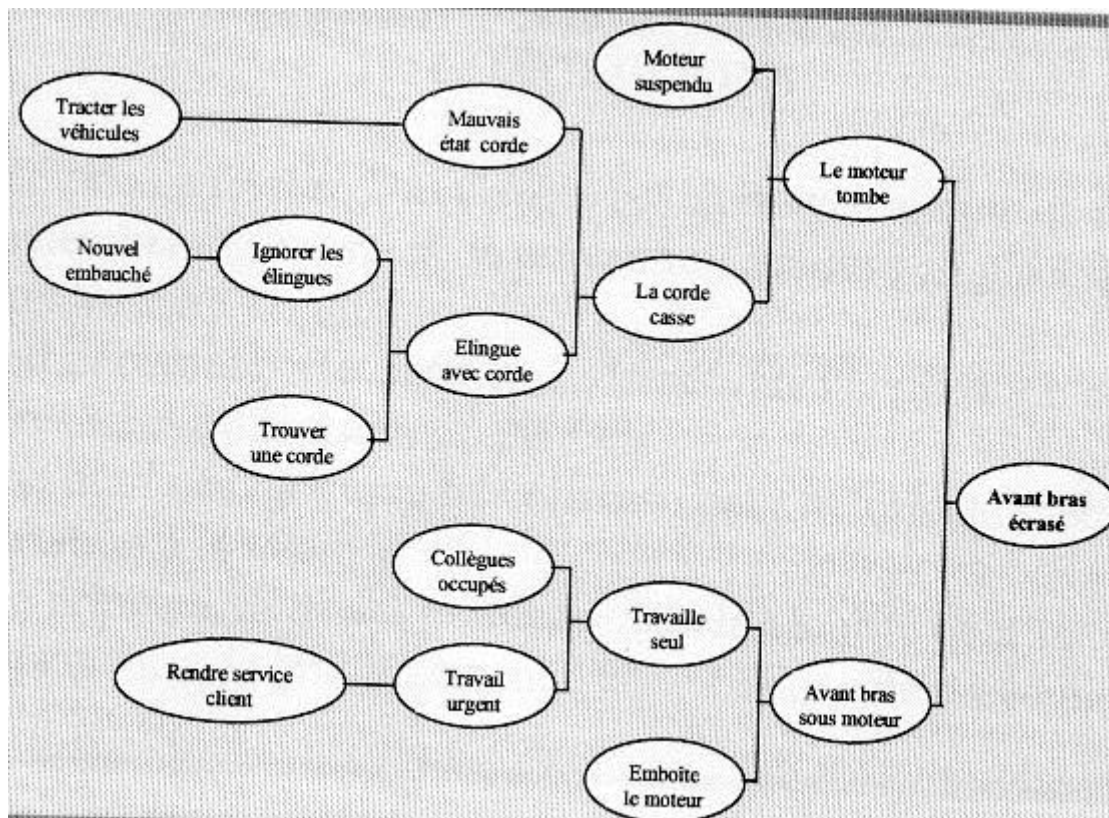 Moteur
suspendu
Tracter les
véhicules
Mauvais
état corde
Le moteur
tombe
Nouvel
embauché
Ignorer les
élingues
La corde
casse
Elingue
avec corde
Trouver
une corde
Avant bras
écrasé
Collègues
occupés
Travaille
seul
Rendre service
client
Travail
urgent
Avant bras
sous moteur
Emboîte
le moteur